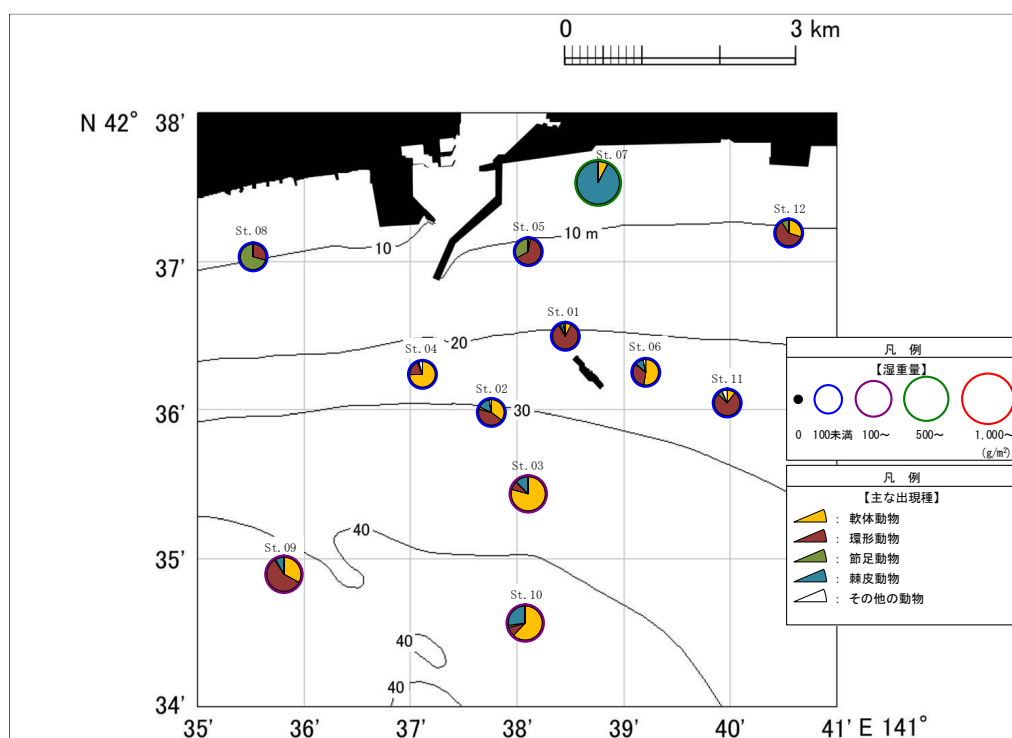 0 3 km
N 42° 38'
St.07
St.12
St.08
St.05
10 m
10
37'
St.01
20
St.04
St.06
St.02
St.11
36'
30
St.03
40
St.09
35'
St.10
40
40
34'
35' 36' 37' 38' 39' 40' 41' E 141°
凡 例
【湿重量】
0 100未満 100～ 500～ 1,000～
(g/m²)
凡 例
【主な出現種】
： 軟体動物
： 環形動物
： 節足動物
： 棘皮動物
： その他の動物